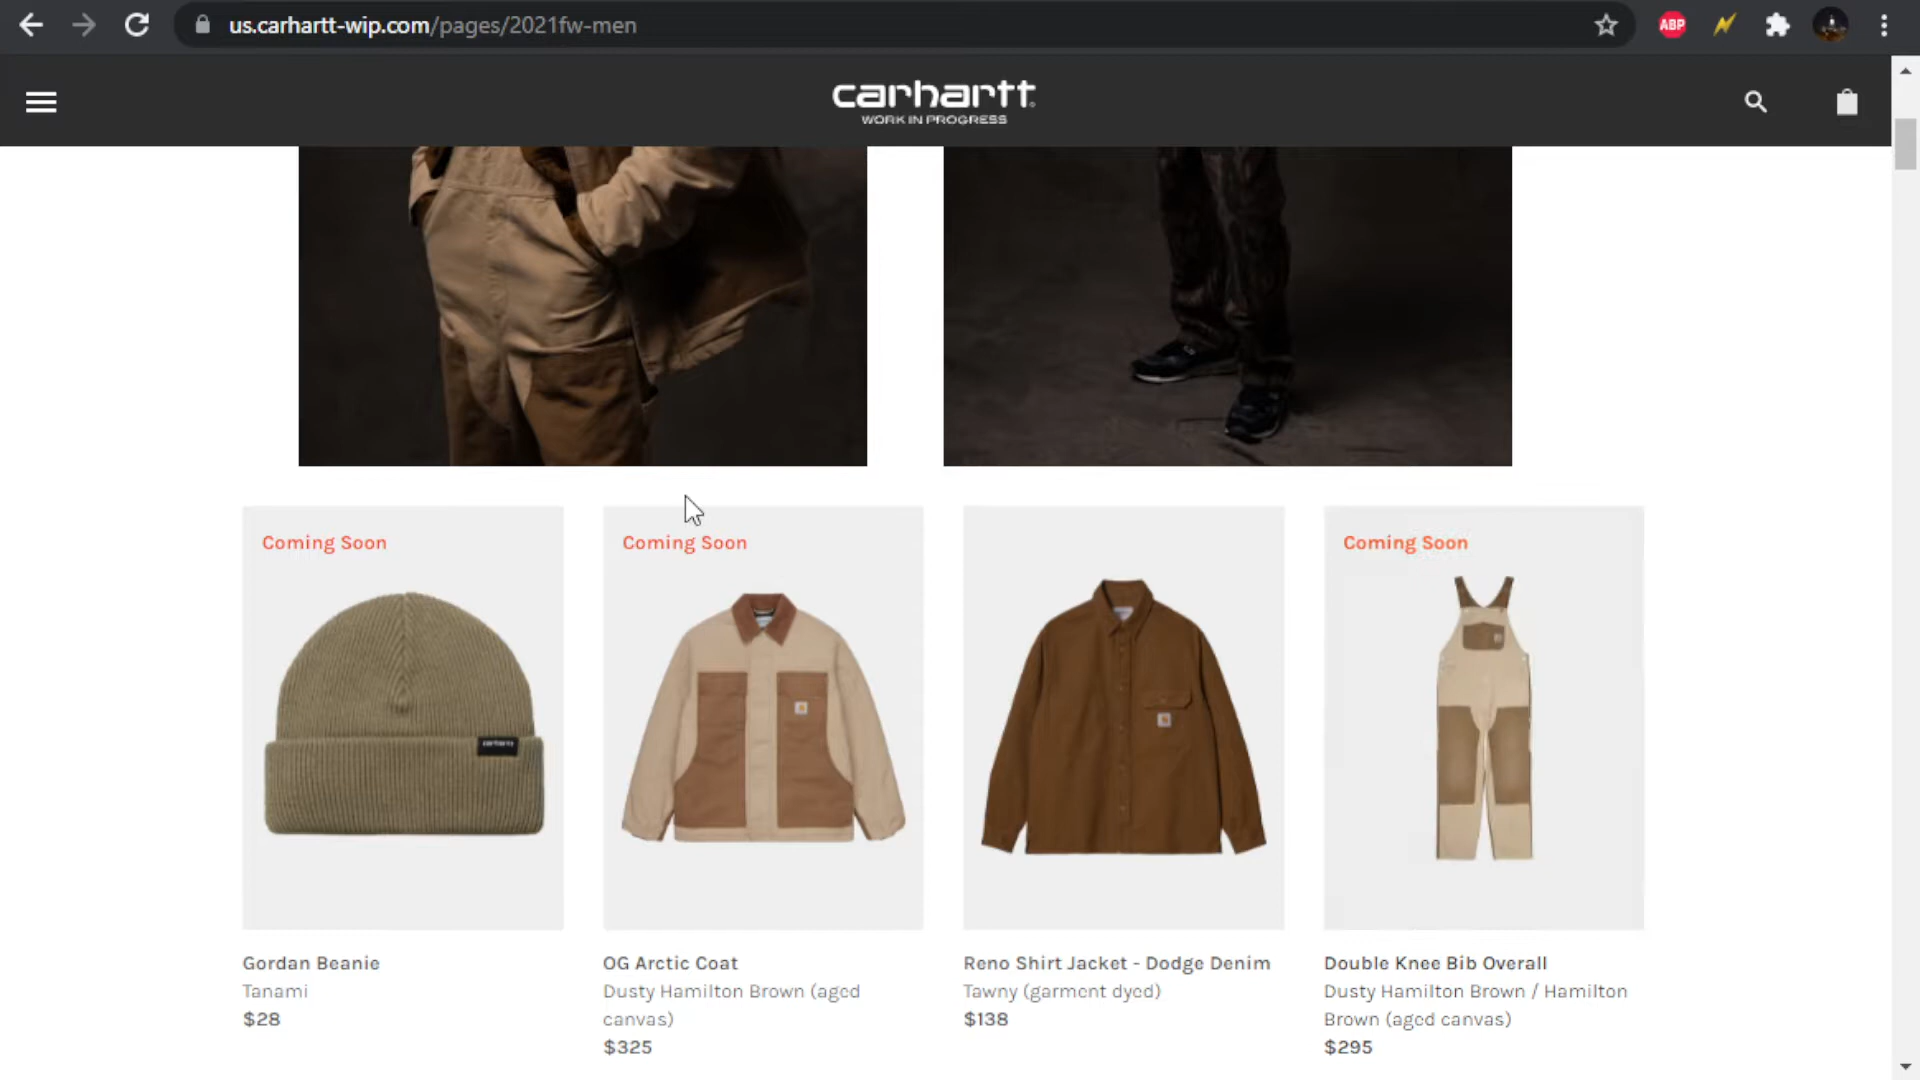 us.carhartt-wip.com/pages/2021fw-men
ABP
carhartt
WORK IN PROGRESS
Coming Soon
Coming Soon
Coming Soon
carhartt
Gordan Beanie
Tanami
$28
OG Arctic Coat
Dusty Hamilton Brown (aged
canvas)
$325
Reno Shirt Jacket - Dodge Denim
Tawny (garment dyed)
$138
Double Knee Bib Overall
Dusty Hamilton Brown / Hamilton
Brown (aged canvas)
$295